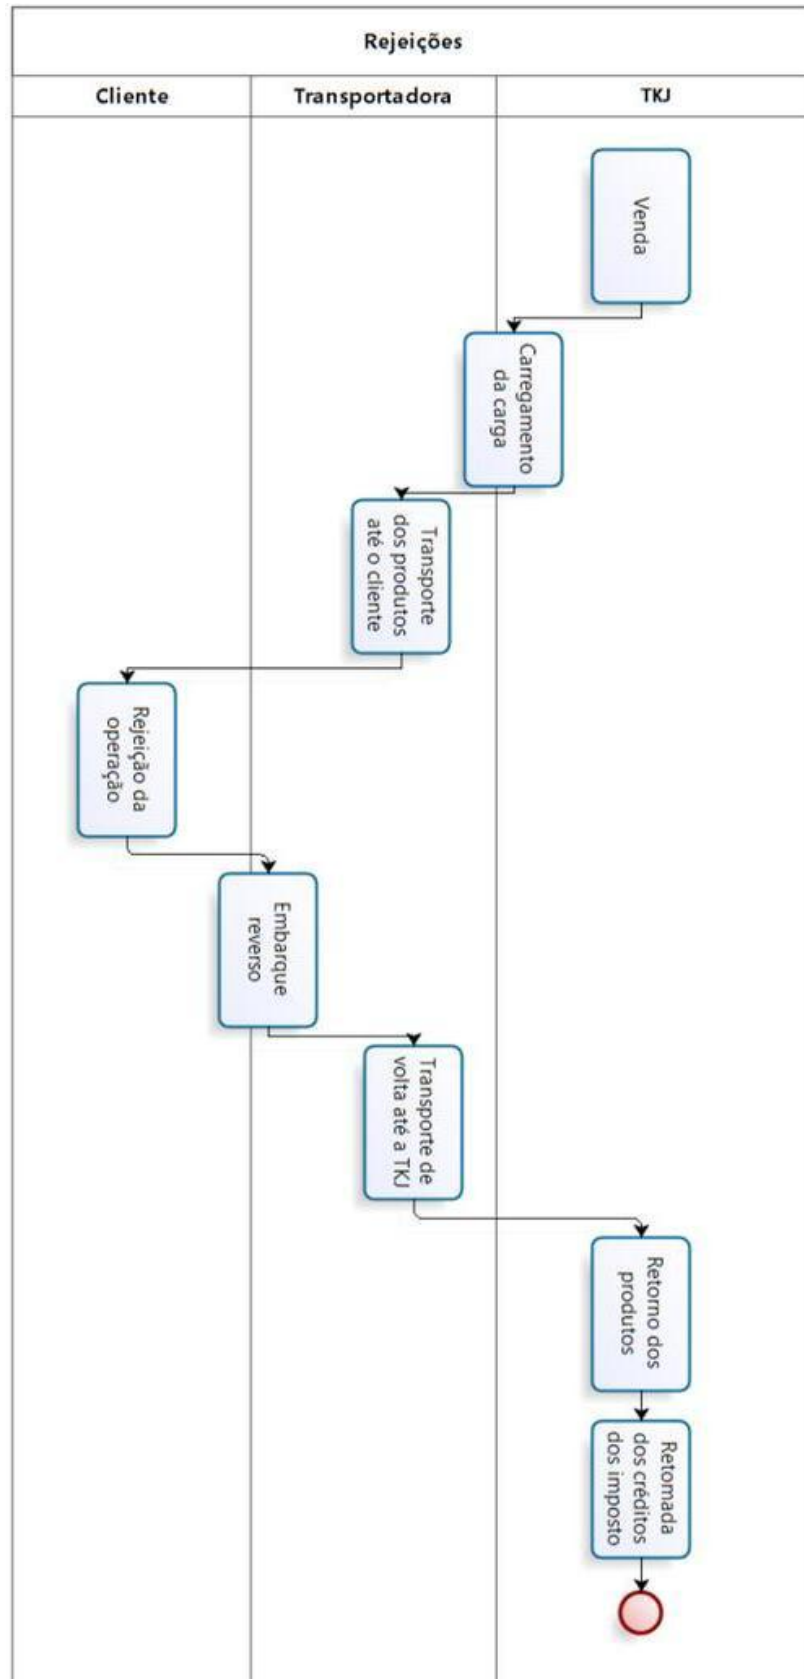 Rejeições
Cliente
Transportadora
TKJ
Venda
Carregamento
da carga
Transporte
dos produtos
até o cliente
Rejeição da
operação
Embarque
reverso
Transporte de
volta até a TKJ
Retorno dos
produtos
Retomada
dos créditos
dos imposto